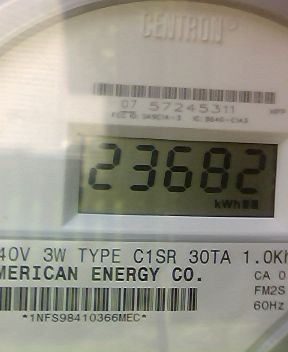 CENTRON
07 57245311
23682
kWh
40V 3W TYPE C1SR 30TA 1.0Kh
MERICAN ENERGY CO.
CA 0
FM2S
60Hz
*1NFS98410366MEC*